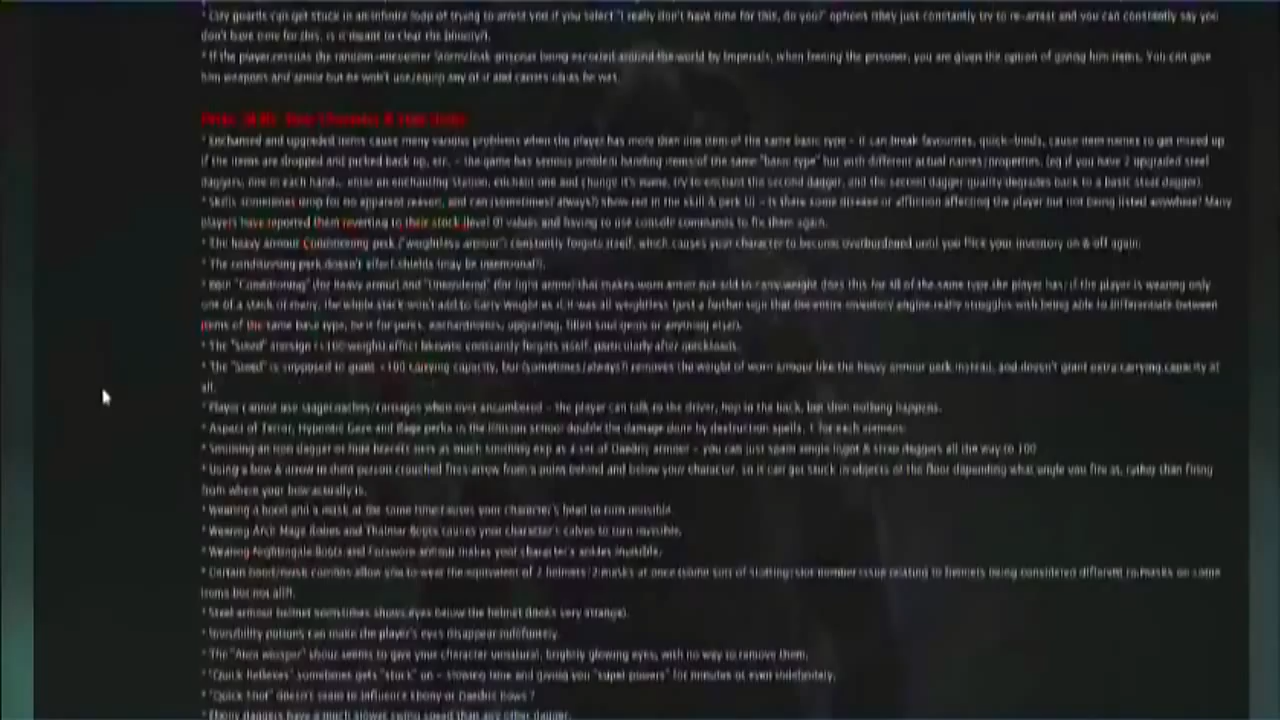 * City guards can get stuck in an infinite loop of trying to arrest you if you select "I really don't have time for this, do you?" options (they just constantly try to re-arrest and you can constantly say you
don't have time for this, is it meant to clear the bounty?).
* If the player rescues the random-encounter Stormcloak prisoner being escorted around the world by Imperials, when freeing the prisoner, you are given the option of giving him items. You can give
him weapons and armor but he won't use/equip any of it and carries on as he was.
* Enchanted and upgraded items cause many various problems when the player has more than one item of the same basic type - it can break favourites, quick-binds, cause item names to get mixed up
if the items are dropped and picked back up, etc. - the game has serious problem handling items of the same "basic type" but with different actual names/properties. (eg if you have 2 upgraded steel
daggers, one in each hand, enter an enchanting station, enchant one and change it's name, try to enchant the second dagger, and the second dagger quality degrades back to a basic steel dagger).
* Skills sometimes drop for no apparent reason, and can (sometimes? always?) show red in the skill & perk UI - is there some disease or affliction affecting the player but not being listed anywhere? Many
players have reported them reverting to their stock (level 0) values and having to use console commands to fix them again.
* The heavy armour Conditioning perk ("weightless armour") constantly forgets itself, which causes your character to become overburdened until you flick your inventory on & off again.
* The conditioning perk doesn't effect shields (may be intentional?).
* Both "Conditioning" (for heavy armor) and "Unhindered" (for light armor) that makes worn armor not add to carry weight does this for all of the same type the player has; if the player is wearing only
one of a stack of many, the whole stack won't add to Carry Weight as if it was all weightless (just a further sign that the entire inventory engine really struggles with being able to differentiate between
items of the same base type, be it for perks, enchantments, upgrading, filled soul gems or anything else).
* The "Steed" starsign (+100 weight) effect likewise constantly forgets itself, particularly after quickloads.
* The "Steed" is supposed to grant +100 carrying capacity, but (sometimes/always?) removes the weight of worn armour like the heavy armour perk instead, and doesn't grant extra carrying capacity at
all.
* Player cannot use stagecoaches/carriages when over encumbered - the player can talk to the driver, hop in the back, but then nothing happens.
* Aspect of Terror, Hypnotic Gaze and Rage perks in the Illusion school double the damage done by destruction spells, 1 for each element.
* Smithing an iron dagger or hide bracers nets as much smithing exp as a set of Daedric armour - you can just spam single ingot & strap daggers all the way to 100
* Using a bow & arrow in third person crouched fires arrow from a point behind and below your character, so it can get stuck in objects or the floor depending what angle you fire at, rather than firing
from where your bow actually is.
* Wearing a hood and a mask at the same time causes your character's head to turn invisible.
* Wearing Arch Mage Robes and Thalmor Boots causes your character's calves to turn invisible.
* Wearing Nightingale Boots and Forsworn armour makes your character's ankles invisible.
* Certain hood/mask combos allow you to wear the equivalent of 2 helmets/2 masks at once (some sort of slotting/slot number issue relating to helmets being considered different to masks on some
items but not all?).
* Steel armour helmet sometimes shows eyes below the helmet (looks very strange).
* Invisibility potions can make the player's eyes disappear indefinitely.
* The "Aura whisper" shout seems to give your character unnatural, brightly glowing eyes, with no way to remove them.
* "Quick Reflexes" sometimes gets "stuck" on - slowing time and giving you "super powers" for minutes or even indefinitely.
* "Quick Shot" doesn't seem to influence Ebony or Daedric bows?
* Ebony daggers have a much slower swing speed than any other dagger.